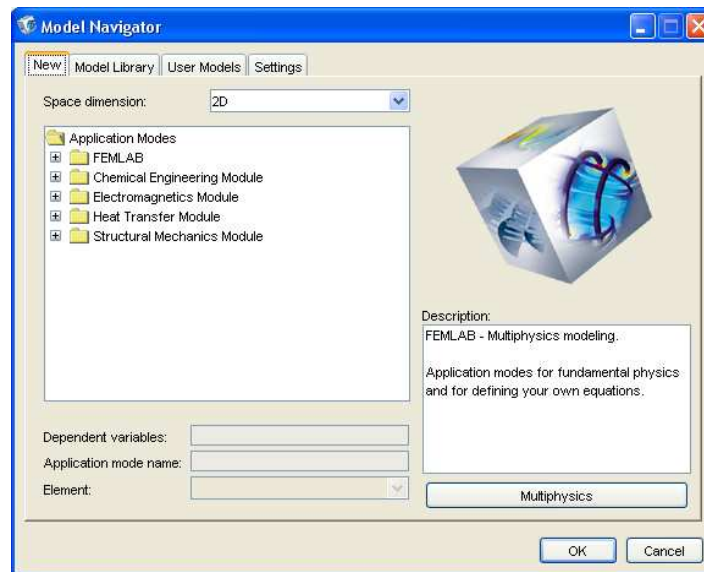 Model Navigator
New Model Library User Models Settings
Space dimension: 2D
Application Modes
FEMLAB
Chemical Engineering Module
Electromagnetics Module
Heat Transfer Module
Structural Mechanics Module
Description:
FEMLAB - Multiphysics modeling.
Application modes for fundamental physics
and for defining your own equations.
Dependent variables:
Application mode name:
Element:
Multiphysics
OK Cancel